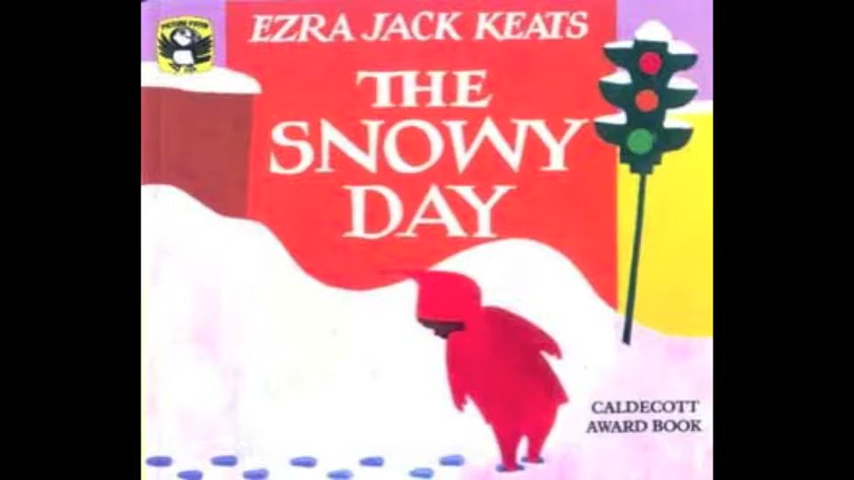 EZRA JACK KEATS
THE
SNOWY
DAY
CALDECOTT
AWARD BOOK